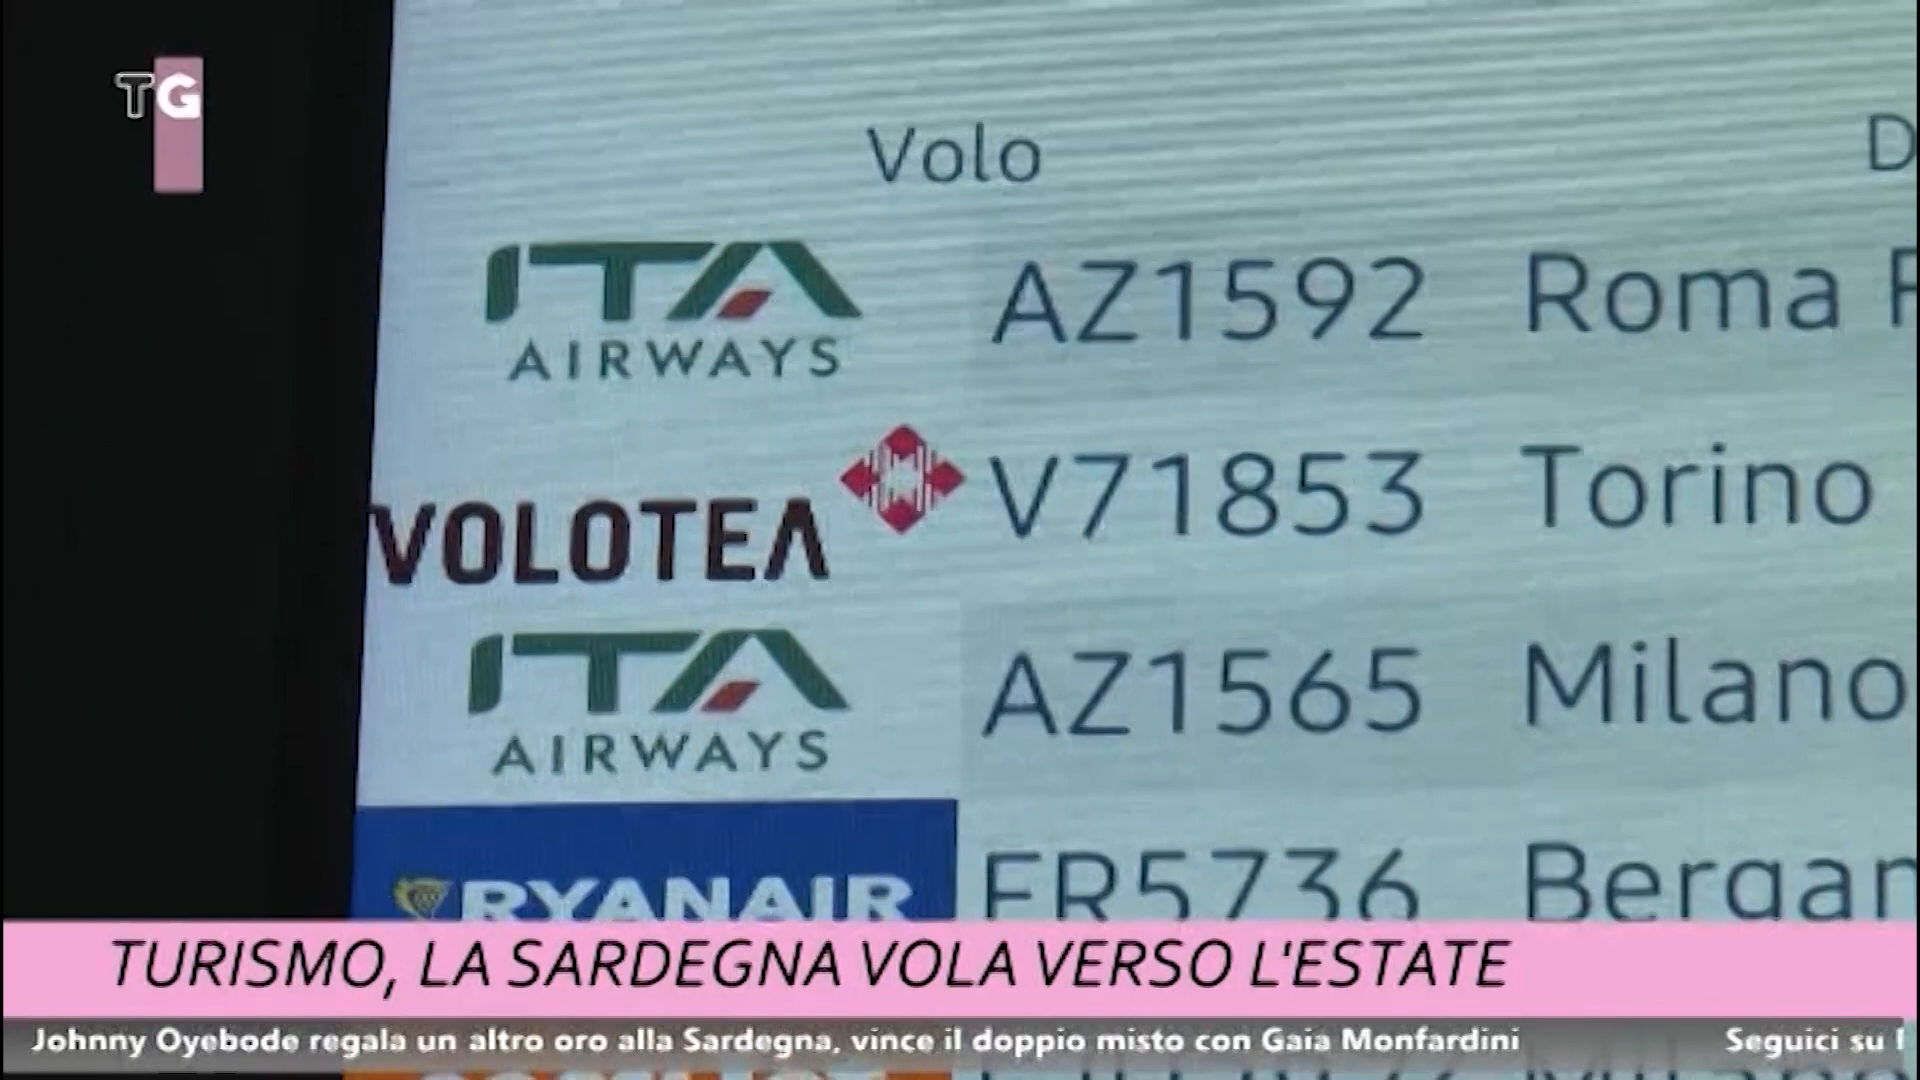 TG
Volo D
ITA AIRWAYS AZ1592 Roma
VOLOTEA V71853 Torino
ITA AIRWAYS AZ1565 Milano
RYANAIR FR5736
TURISMO, LA SARDEGNA VOLA VERSO L'ESTATE
Johnny Oyebode regala un altro oro alla Sardegna, vince il doppio misto con Gaia Monfardini Seguici su